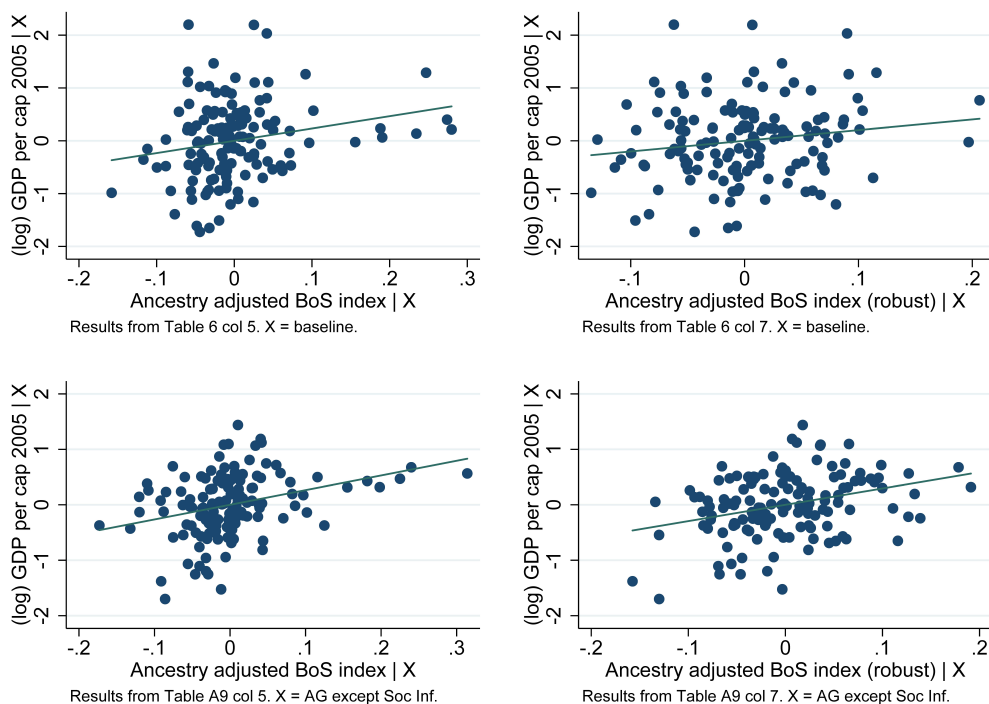 (log) GDP per cap 2005 | X
2
1
0
-1
-2
-.2 -.1 0 .1 .2 .3
Ancestry adjusted BoS index | X
Results from Table 6 col 5. X = baseline.
(log) GDP per cap 2005 | X
2
1
0
-1
-2
-.1 0 .1 .2
Ancestry adjusted BoS index (robust) | X
Results from Table 6 col 7. X = baseline.
(log) GDP per cap 2005 | X
2
1
0
-1
-2
-.2 -.1 0 .1 .2 .3
Ancestry adjusted BoS index | X
Results from Table A9 col 5. X = AG except Soc Inf.
(log) GDP per cap 2005 | X
2
1
0
-1
-2
-.2 -.1 0 .1 .2
Ancestry adjusted BoS index (robust) | X
Results from Table A9 col 7. X = AG except Soc Inf.